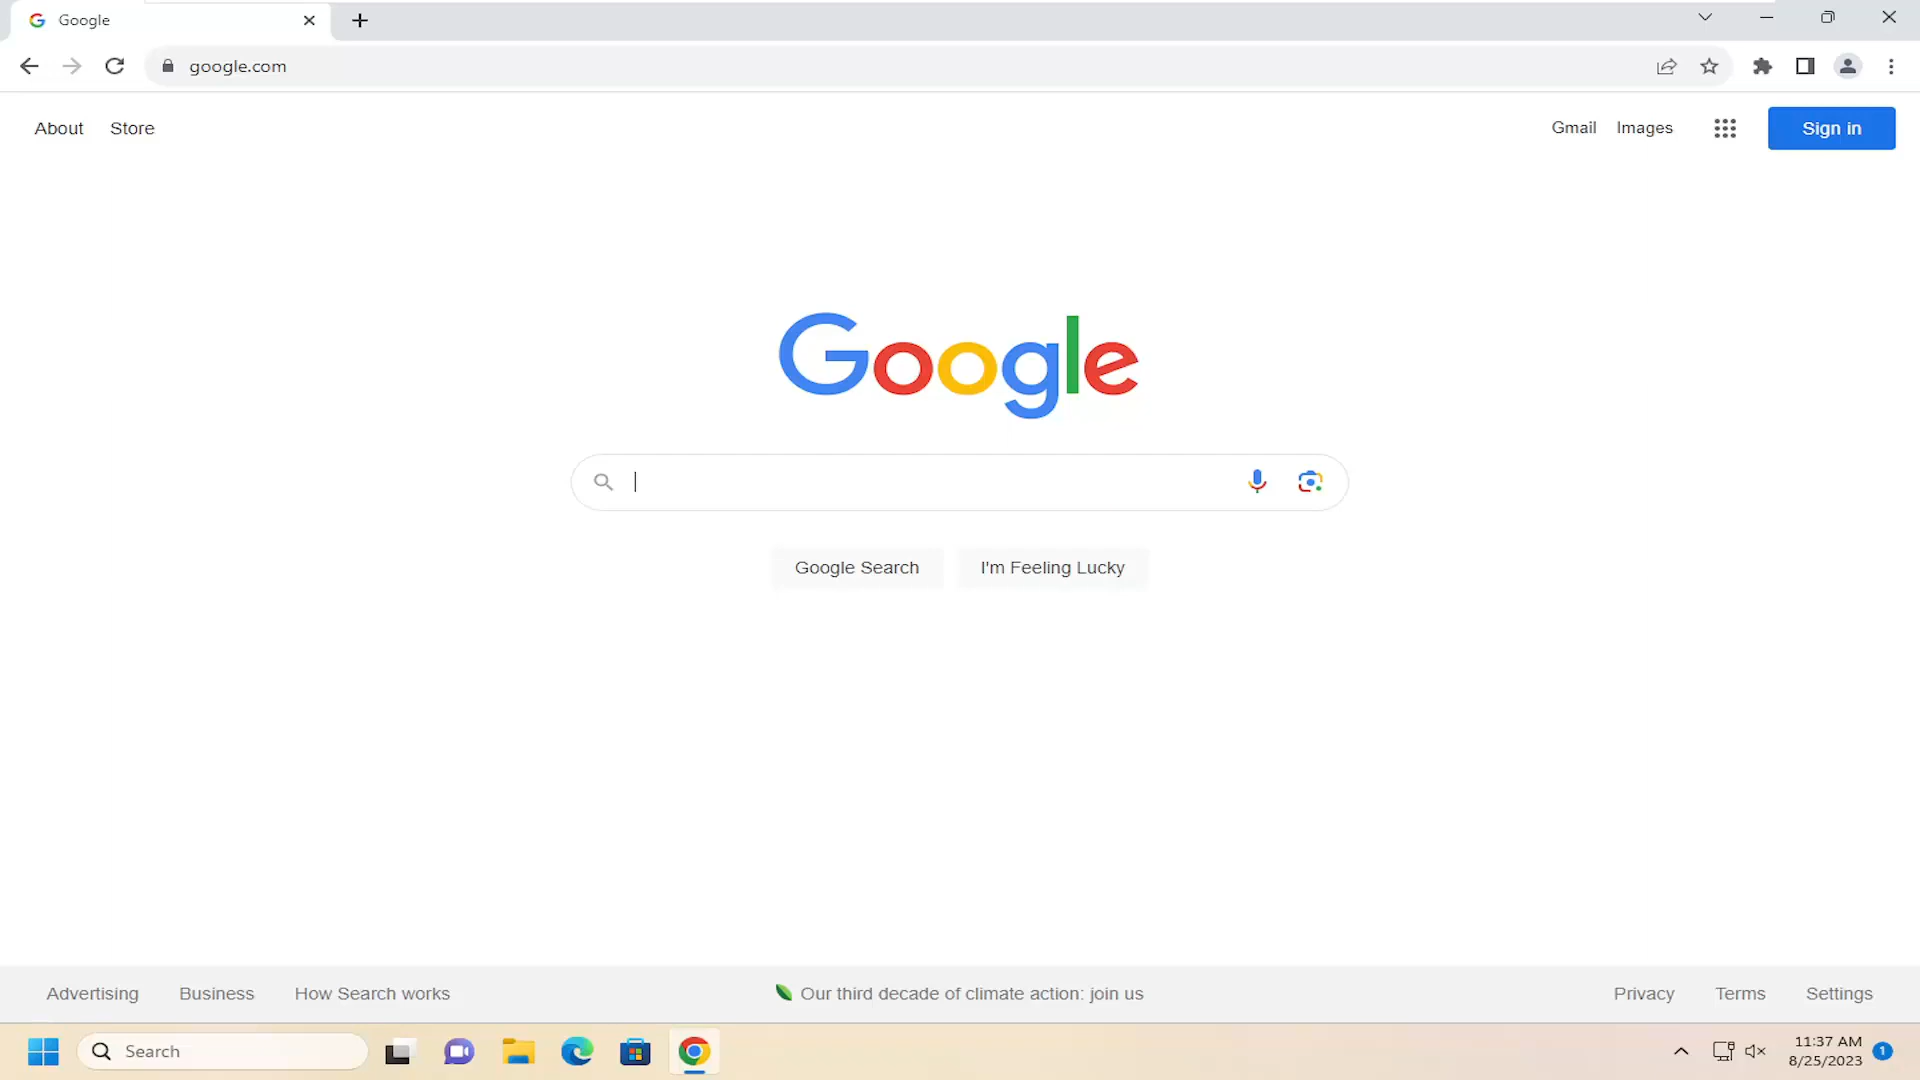 Google
google.com
About Store Gmail Images Sign in
Google
Google Search I'm Feeling Lucky
Advertising Business How Search works Our third decade of climate action: join us Privacy Terms Settings
Search 11:37 AM
8/25/2023 1